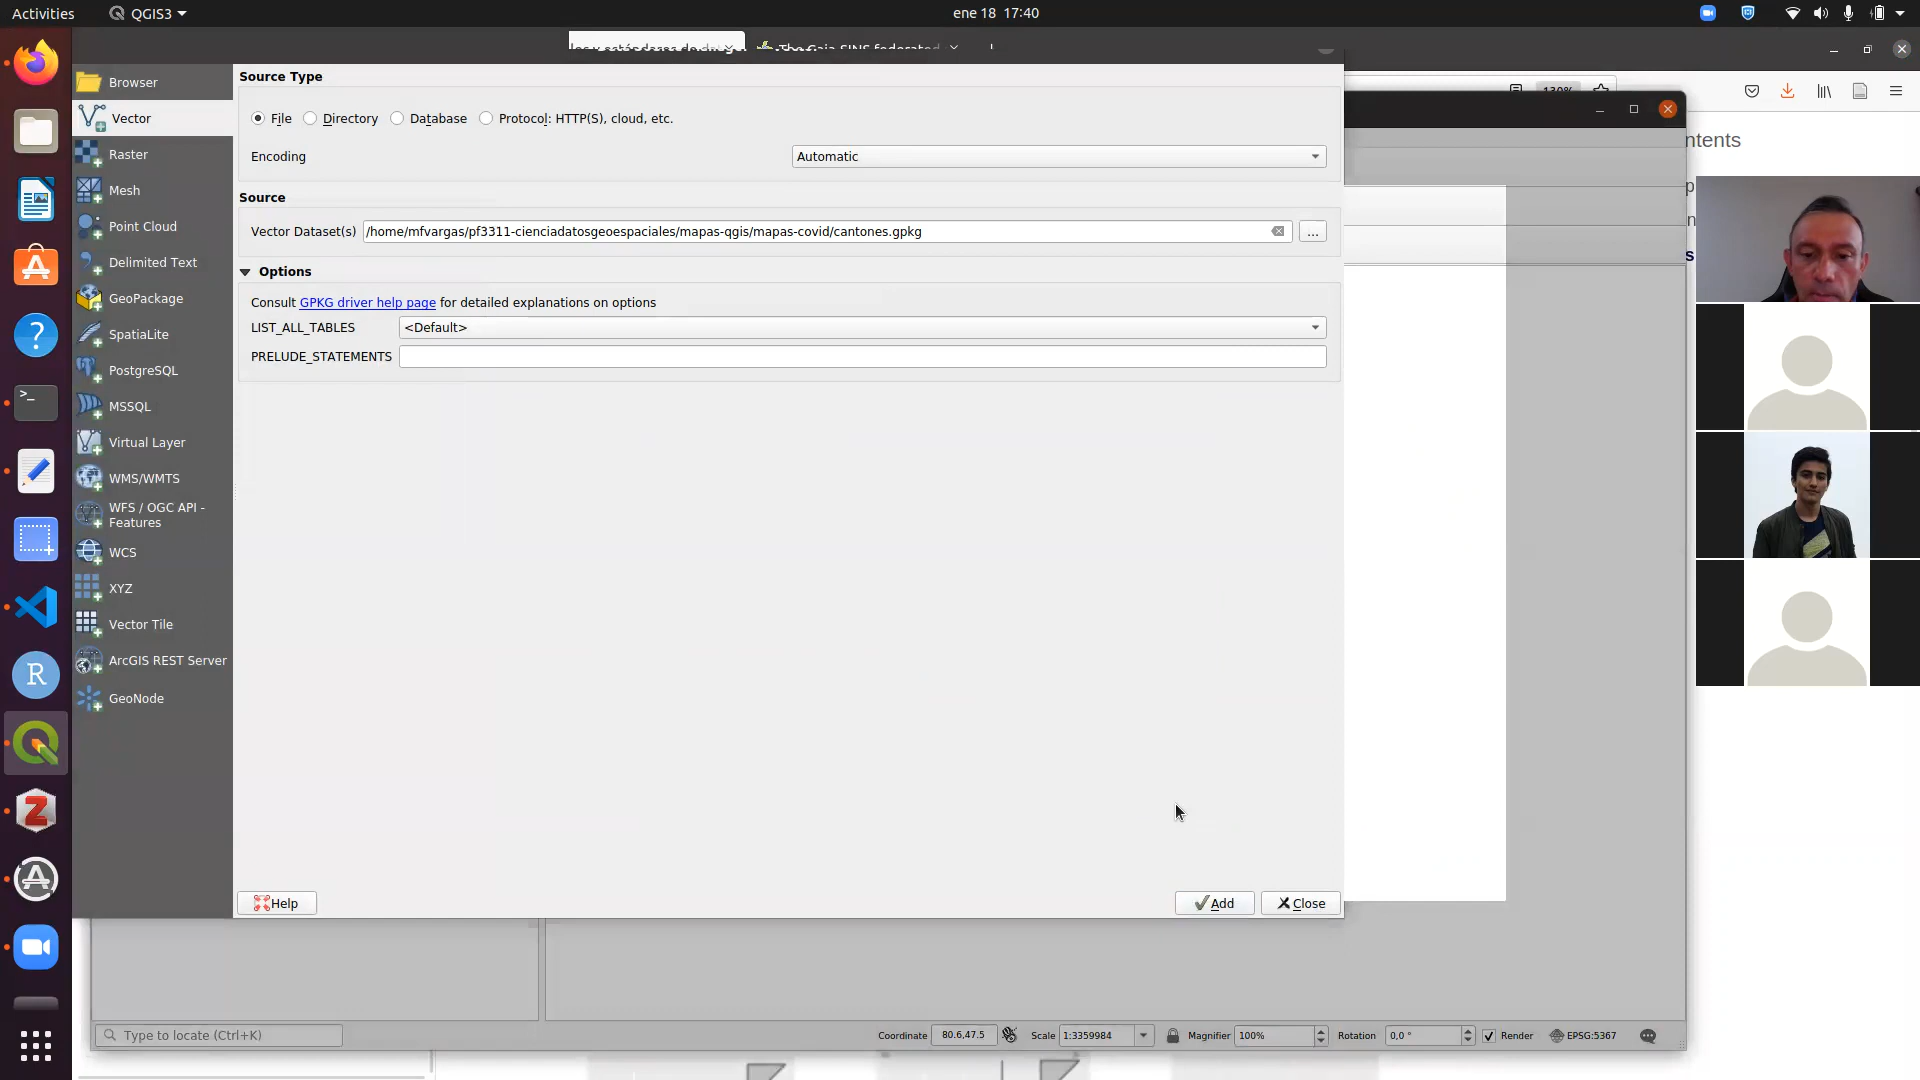 Activities
QGIS3
ene 18 17:40
The Gaia-SINS federated
130%
Browser
Vector
Raster
Mesh
Point Cloud
Delimited Text
GeoPackage
SpatiaLite
PostgreSQL
MSSQL
Virtual Layer
WMS/WMTS
WFS / OGC API -
Features
WCS
XYZ
Vector Tile
ArcGIS REST Server
GeoNode
Source Type
File
Directory
Database
Protocol: HTTP(S), cloud, etc.
Encoding
Automatic
Source
Vector Dataset(s)
/home/mfvargas/pf3311-cienciadatosgeoespaciales/mapas-qgis/mapas-covid/cantones.gpkg
...
Options
Consult GPKG driver help page for detailed explanations on options
LIST_ALL_TABLES
<Default>
PRELUDE_STATEMENTS
Help
Add
Close
ntents
Type to locate (Ctrl+K)
Coordinate
80.6,47.5
Scale
1:3359984
Magnifier
100%
Rotation
0,0 °
Render
EPSG:5367